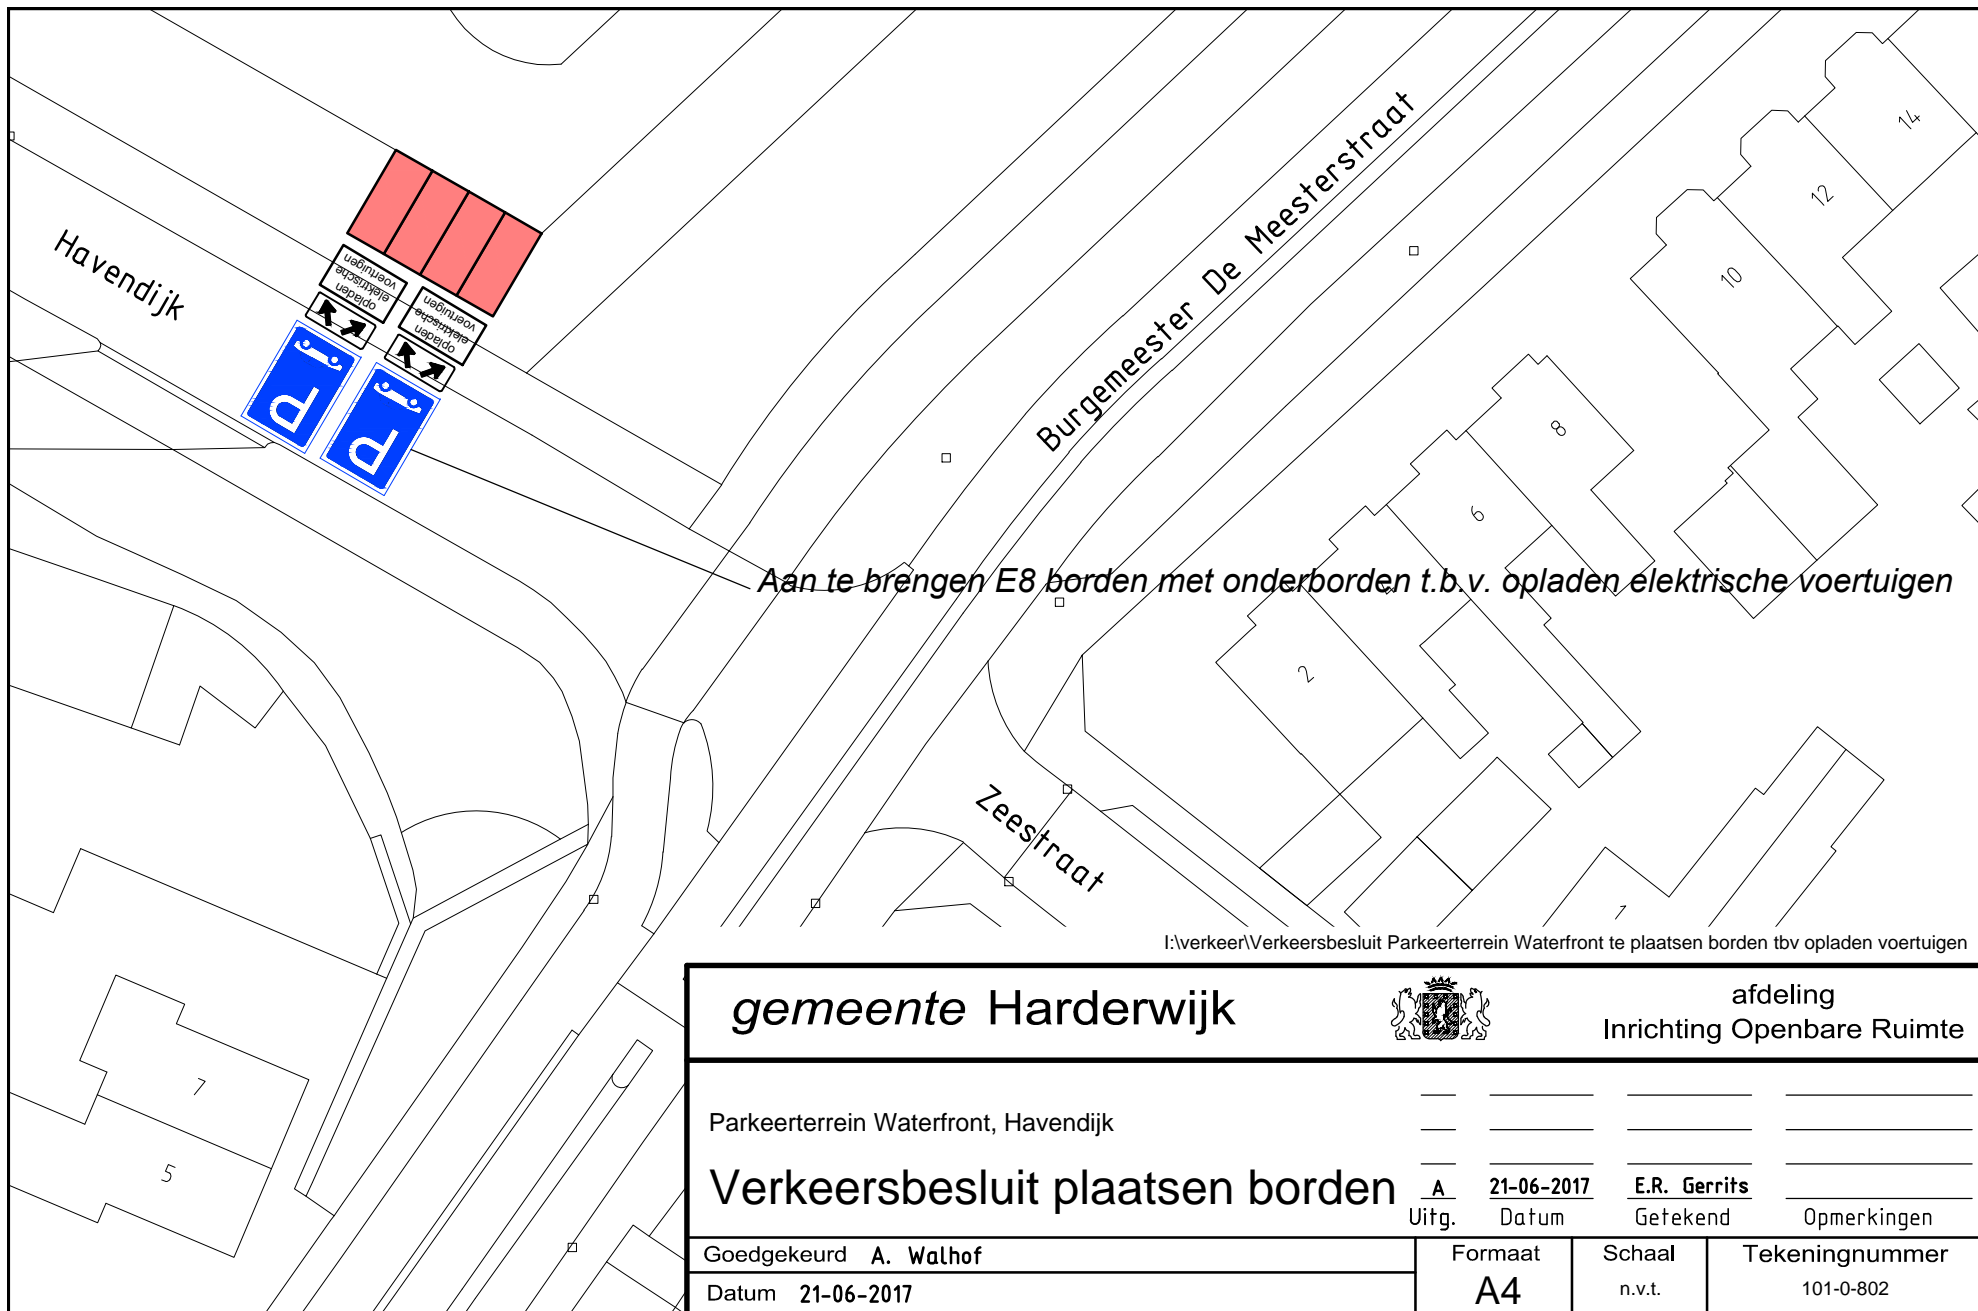 Havendijk
opladen
elektrische
voertuigen
opladen
elektrische
voertuigen
P
P
Burgemeester De Meesterstraat
14
12
10
8
6
4
2
Aan te brengen E8 borden met onderborden t.b.v. opladen elektrische voertuigen
Zeestraat
1
7
5
I:\verkeer\Verkeersbesluit Parkeerterrein Waterfront te plaatsen borden tbv opladen voertuigen
gemeente Harderwijk
afdeling
Inrichting Openbare Ruimte
Parkeerterrein Waterfront, Havendijk
Verkeersbesluit plaatsen borden
A 21-06-2017 E.R. Gerrits
Uitg. Datum Getekend Opmerkingen
Goedgekeurd A. Walhof
Datum 21-06-2017
Formaat
A4
Schaal
n.v.t.
Tekeningnummer
101-0-802